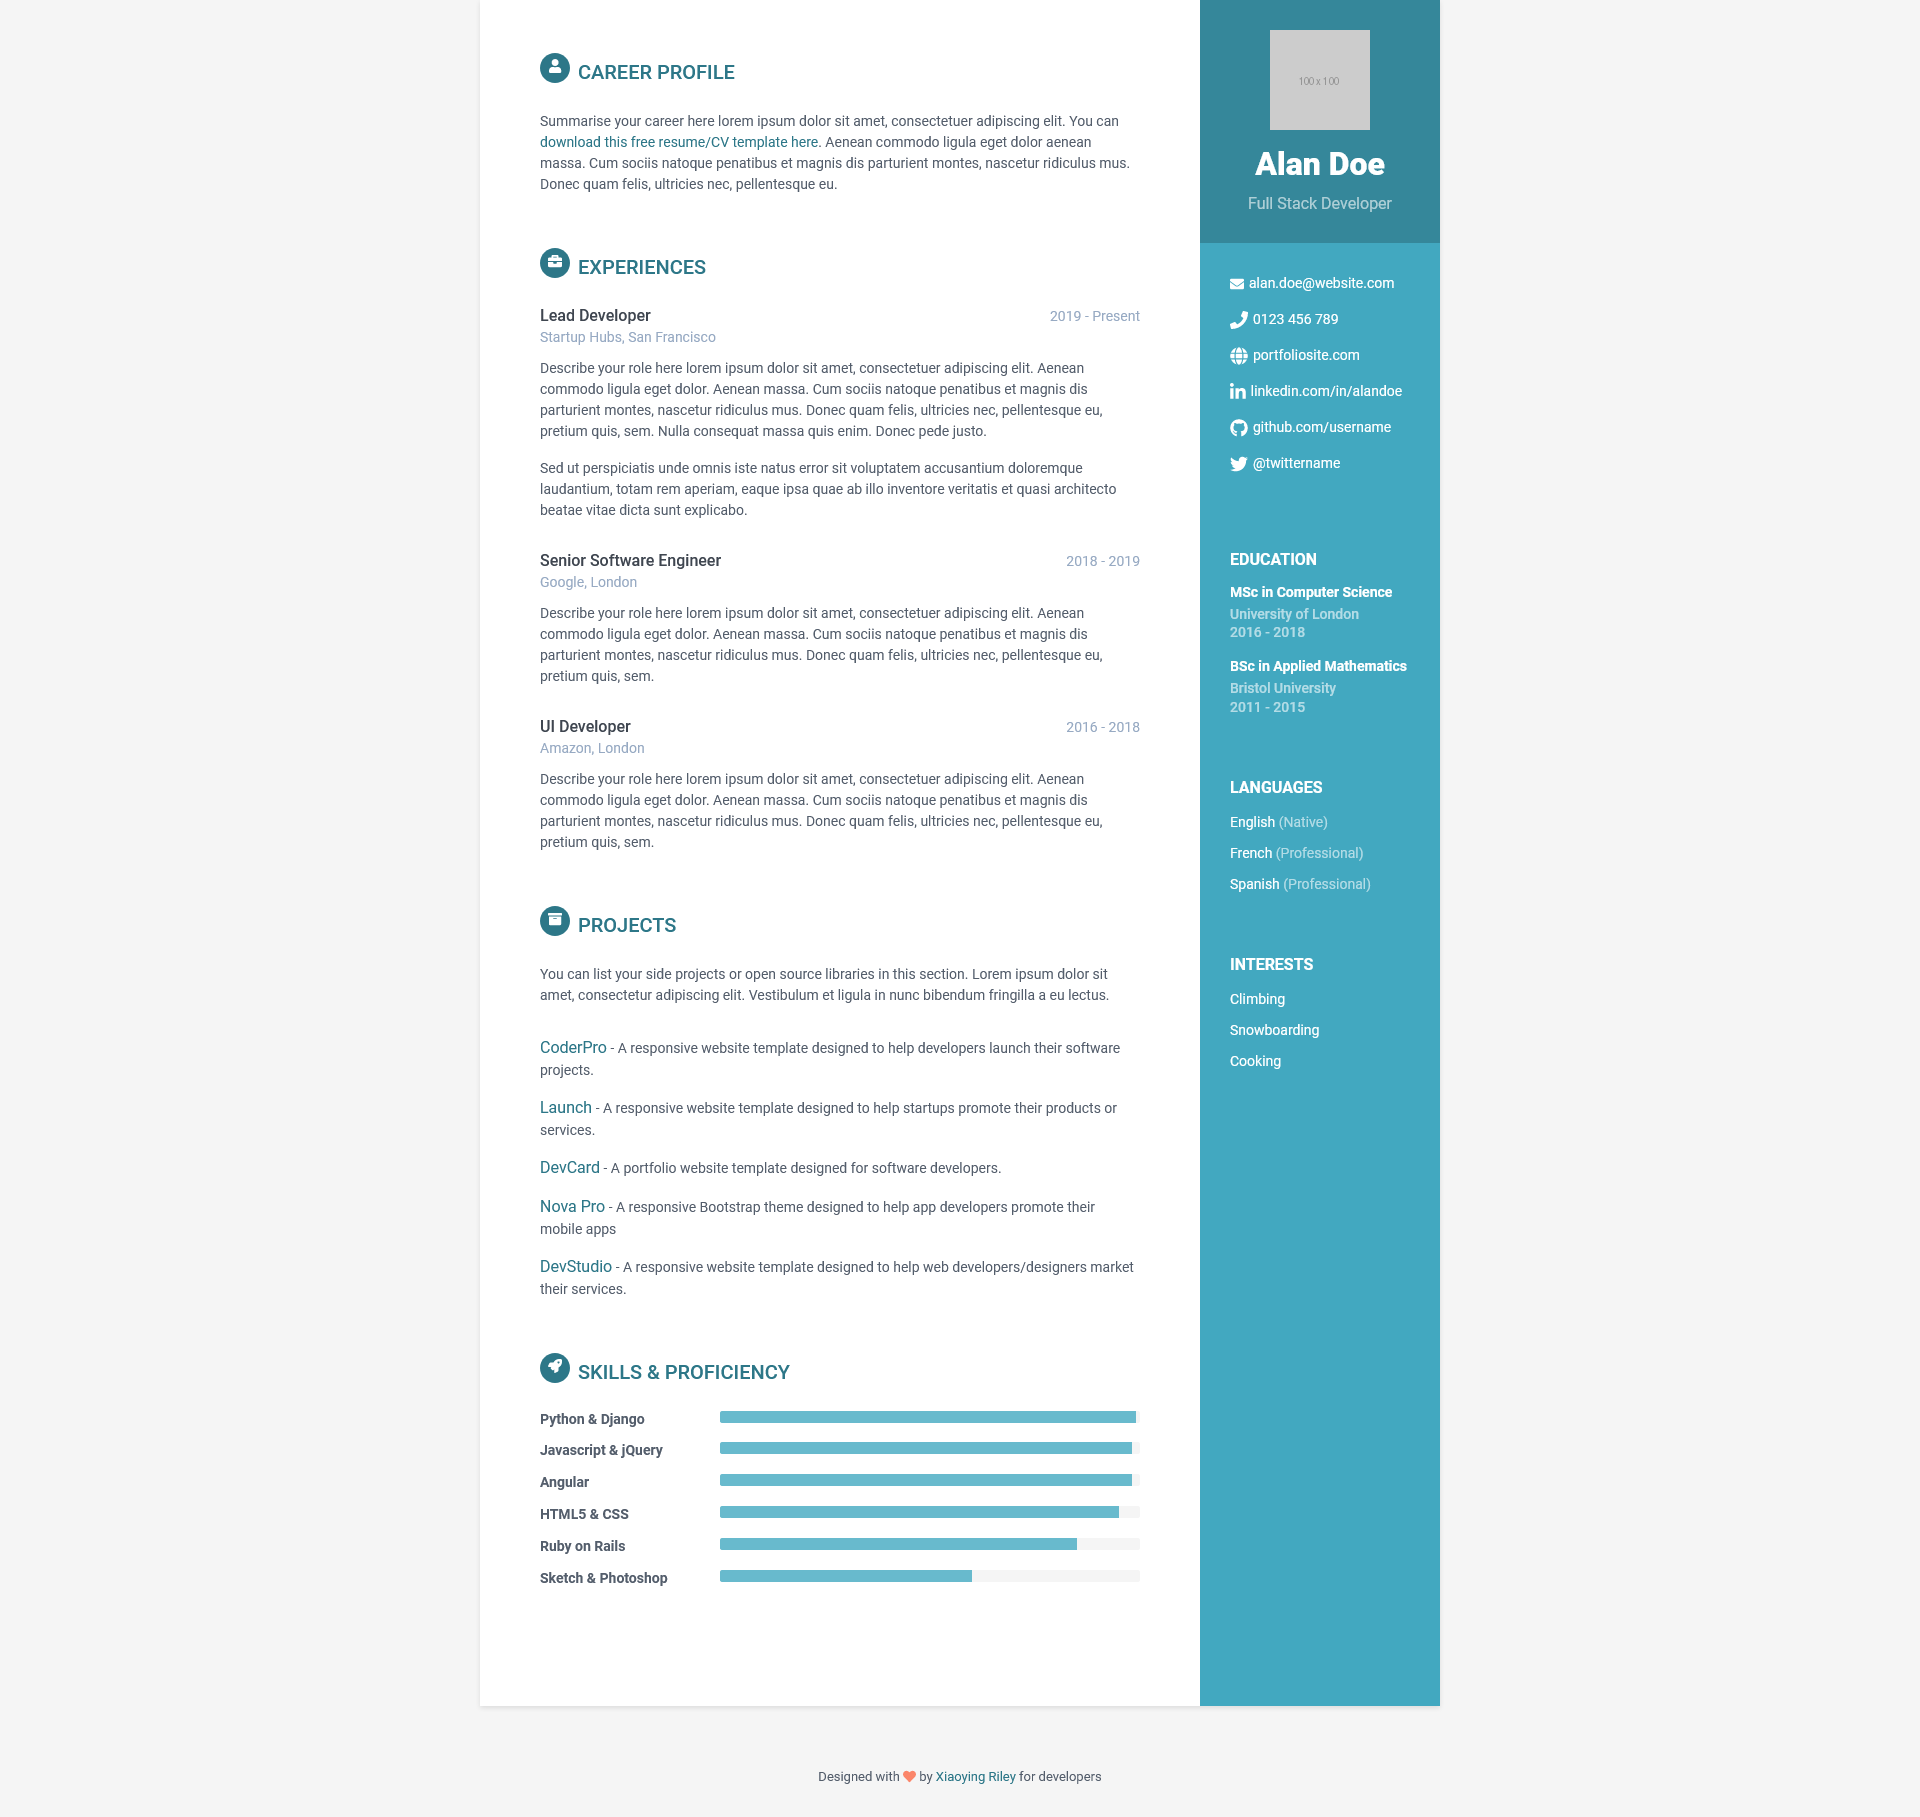 CAREER PROFILE
Summarise your career here lorem ipsum dolor sit amet, consectetuer adipiscing elit. You can
download this free resume/CV template here. Aenean commodo ligula eget dolor aenean
massa. Cum sociis natoque penatibus et magnis dis parturient montes, nascetur ridiculus mus.
Donec quam felis, ultricies nec, pellentesque eu.
EXPERIENCES
Lead Developer
2019 - Present
Startup Hubs, San Francisco
Describe your role here lorem ipsum dolor sit amet, consectetuer adipiscing elit. Aenean
commodo ligula eget dolor. Aenean massa. Cum sociis natoque penatibus et magnis dis
parturient montes, nascetur ridiculus mus. Donec quam felis, ultricies nec, pellentesque eu,
pretium quis, sem. Nulla consequat massa quis enim. Donec pede justo.
Sed ut perspiciatis unde omnis iste natus error sit voluptatem accusantium doloremque
laudantium, totam rem aperiam, eaque ipsa quae ab illo inventore veritatis et quasi architecto
beatae vitae dicta sunt explicabo.
Senior Software Engineer
2018 - 2019
Google, London
Describe your role here lorem ipsum dolor sit amet, consectetuer adipiscing elit. Aenean
commodo ligula eget dolor. Aenean massa. Cum sociis natoque penatibus et magnis dis
parturient montes, nascetur ridiculus mus. Donec quam felis, ultricies nec, pellentesque eu,
pretium quis, sem.
UI Developer
2016 - 2018
Amazon, London
Describe your role here lorem ipsum dolor sit amet, consectetuer adipiscing elit. Aenean
commodo ligula eget dolor. Aenean massa. Cum sociis natoque penatibus et magnis dis
parturient montes, nascetur ridiculus mus. Donec quam felis, ultricies nec, pellentesque eu,
pretium quis, sem.
PROJECTS
You can list your side projects or open source libraries in this section. Lorem ipsum dolor sit
amet, consectetur adipiscing elit. Vestibulum et ligula in nunc bibendum fringilla a eu lectus.
CoderPro - A responsive website template designed to help developers launch their software
projects.
Launch - A responsive website template designed to help startups promote their products or
services.
DevCard - A portfolio website template designed for software developers.
Nova Pro - A responsive Bootstrap theme designed to help app developers promote their
mobile apps
DevStudio - A responsive website template designed to help web developers/designers market
their services.
SKILLS & PROFICIENCY
Python & Django
Javascript & jQuery
Angular
HTML5 & CSS
Ruby on Rails
Sketch & Photoshop
100 x 100
Alan Doe
Full Stack Developer
alan.doe@website.com
0123 456 789
portfoliosite.com
linkedin.com/in/alandoe
github.com/username
@twittername
EDUCATION
MSc in Computer Science
University of London
2016 - 2018
BSc in Applied Mathematics
Bristol University
2011 - 2015
LANGUAGES
English (Native)
French (Professional)
Spanish (Professional)
INTERESTS
Climbing
Snowboarding
Cooking
Designed with by Xiaoying Riley for developers